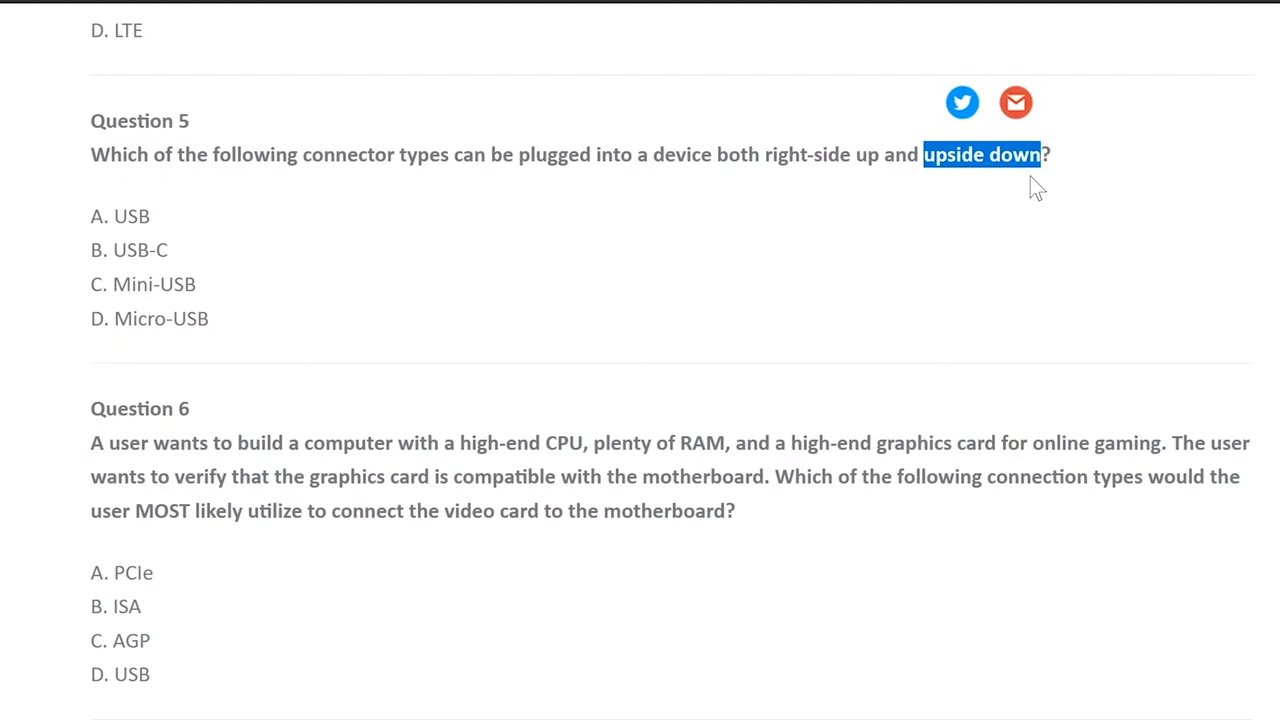 D. LTE
Question 5
Which of the following connector types can be plugged into a device both right-side up and upside down?
A. USB
B. USB-C
C. Mini-USB
D. Micro-USB
Question 6
A user wants to build a computer with a high-end CPU, plenty of RAM, and a high-end graphics card for online gaming. The user
wants to verify that the graphics card is compatible with the motherboard. Which of the following connection types would the
user MOST likely utilize to connect the video card to the motherboard?
A. PCIe
B. ISA
C. AGP
D. USB